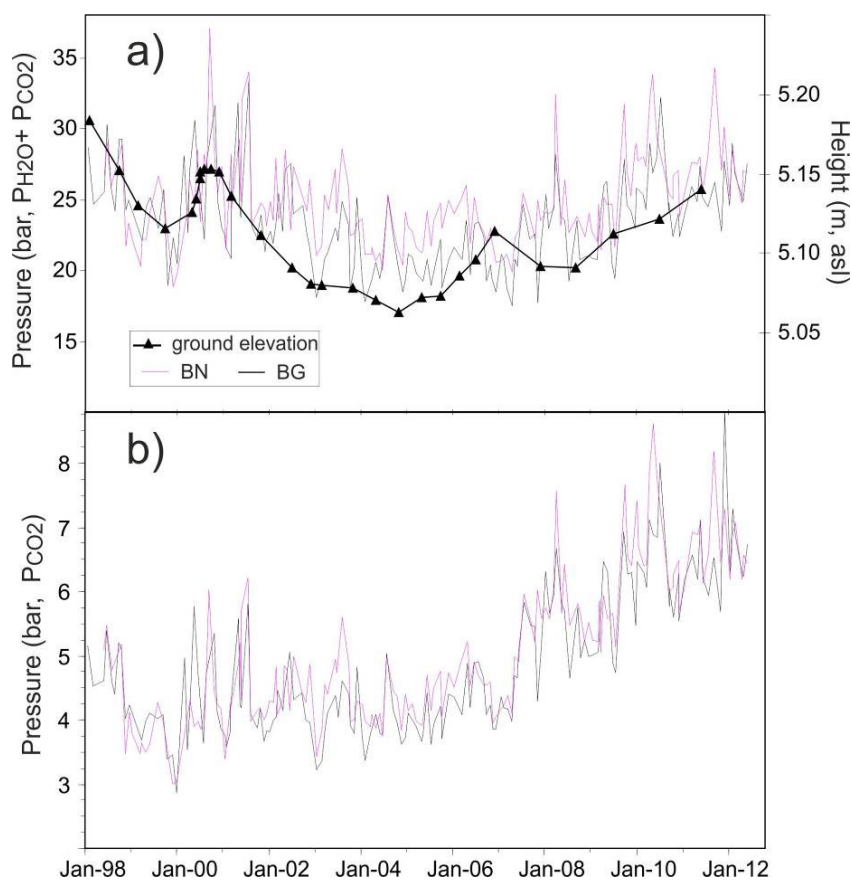 a)
35
30
25
20
15
Pressure (bar, PH2O+ PCO2)
5.20
5.15
5.10
5.05
Height (m, asl)
ground elevation
BN BG
b)
8
7
6
5
4
3
Pressure (bar, PCO2)
Jan-98 Jan-00 Jan-02 Jan-04 Jan-06 Jan-08 Jan-10 Jan-12